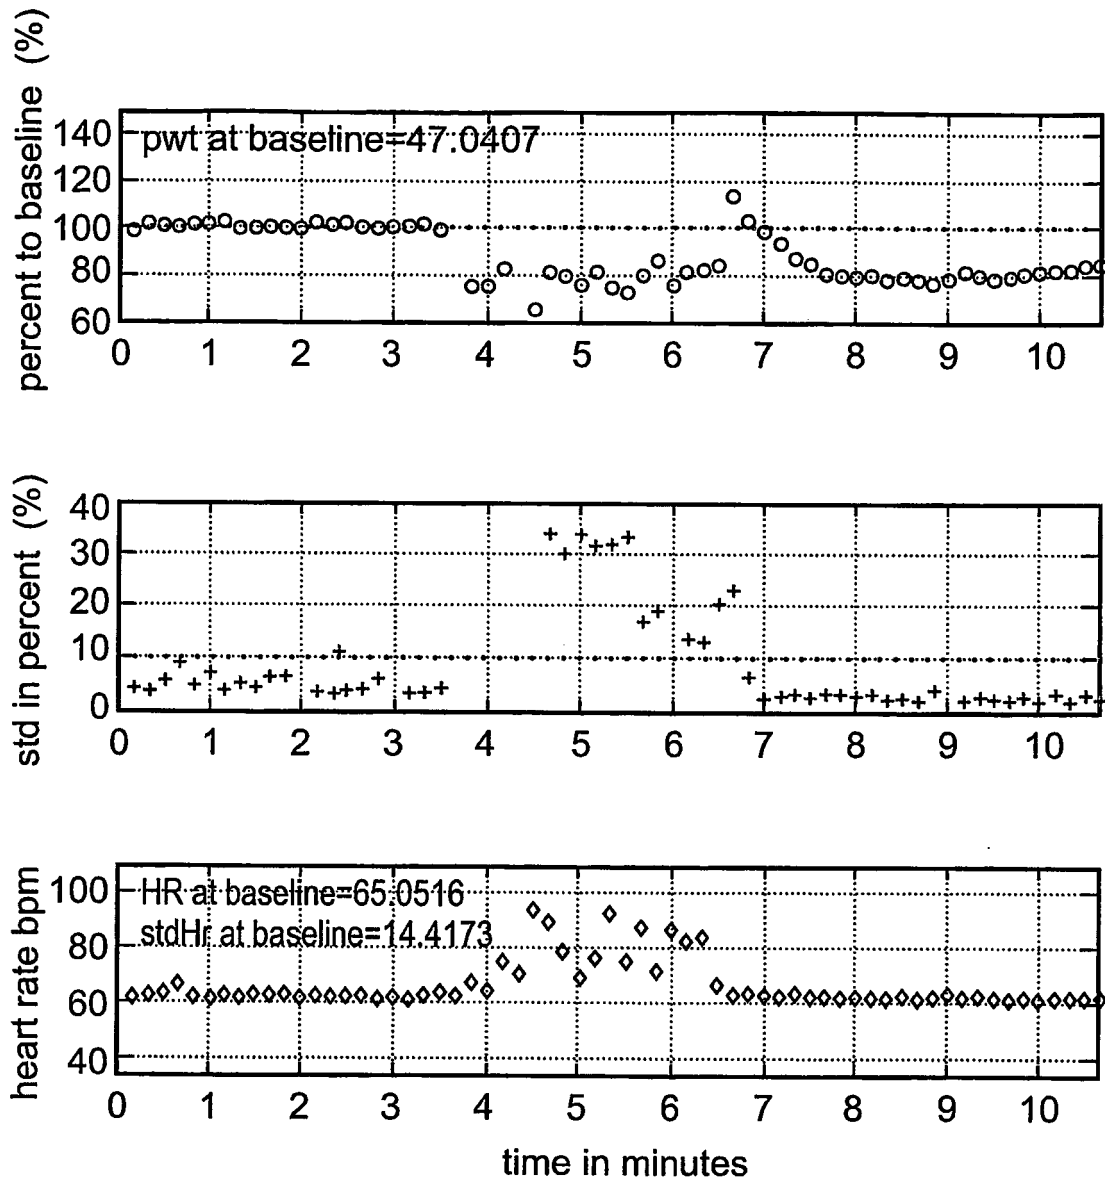 percent to baseline (%)
140
120
100
80
60
pwt at baseline=47.0407
0 1 2 3 4 5 6 7 8 9 10
std in percent (%)
40
30
20
10
0
0 1 2 3 4 5 6 7 8 9 10
heart rate bpm
100
80
60
40
HR at baseline=65.0516
stdHr at baseline=14.4173
0 1 2 3 4 5 6 7 8 9 10
time in minutes